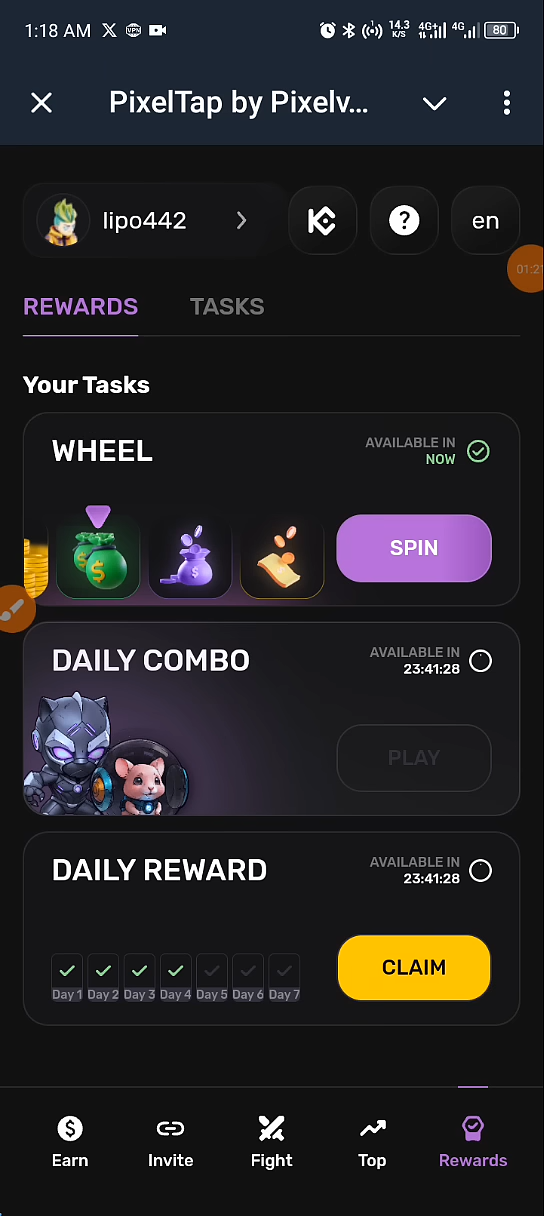 1:18 AM X VPN 14.3 K/S 4G+ 4G 80
PixelTap by Pixelv...
lipo442
en
01:21
REWARDS TASKS
Your Tasks
WHEEL
AVAILABLE IN
NOW
SPIN
DAILY COMBO
AVAILABLE IN
23:41:28
PLAY
DAILY REWARD
AVAILABLE IN
23:41:28
CLAIM
Day 1 Day 2 Day 3 Day 4 Day 5 Day 6 Day 7
Earn Invite Fight Top Rewards